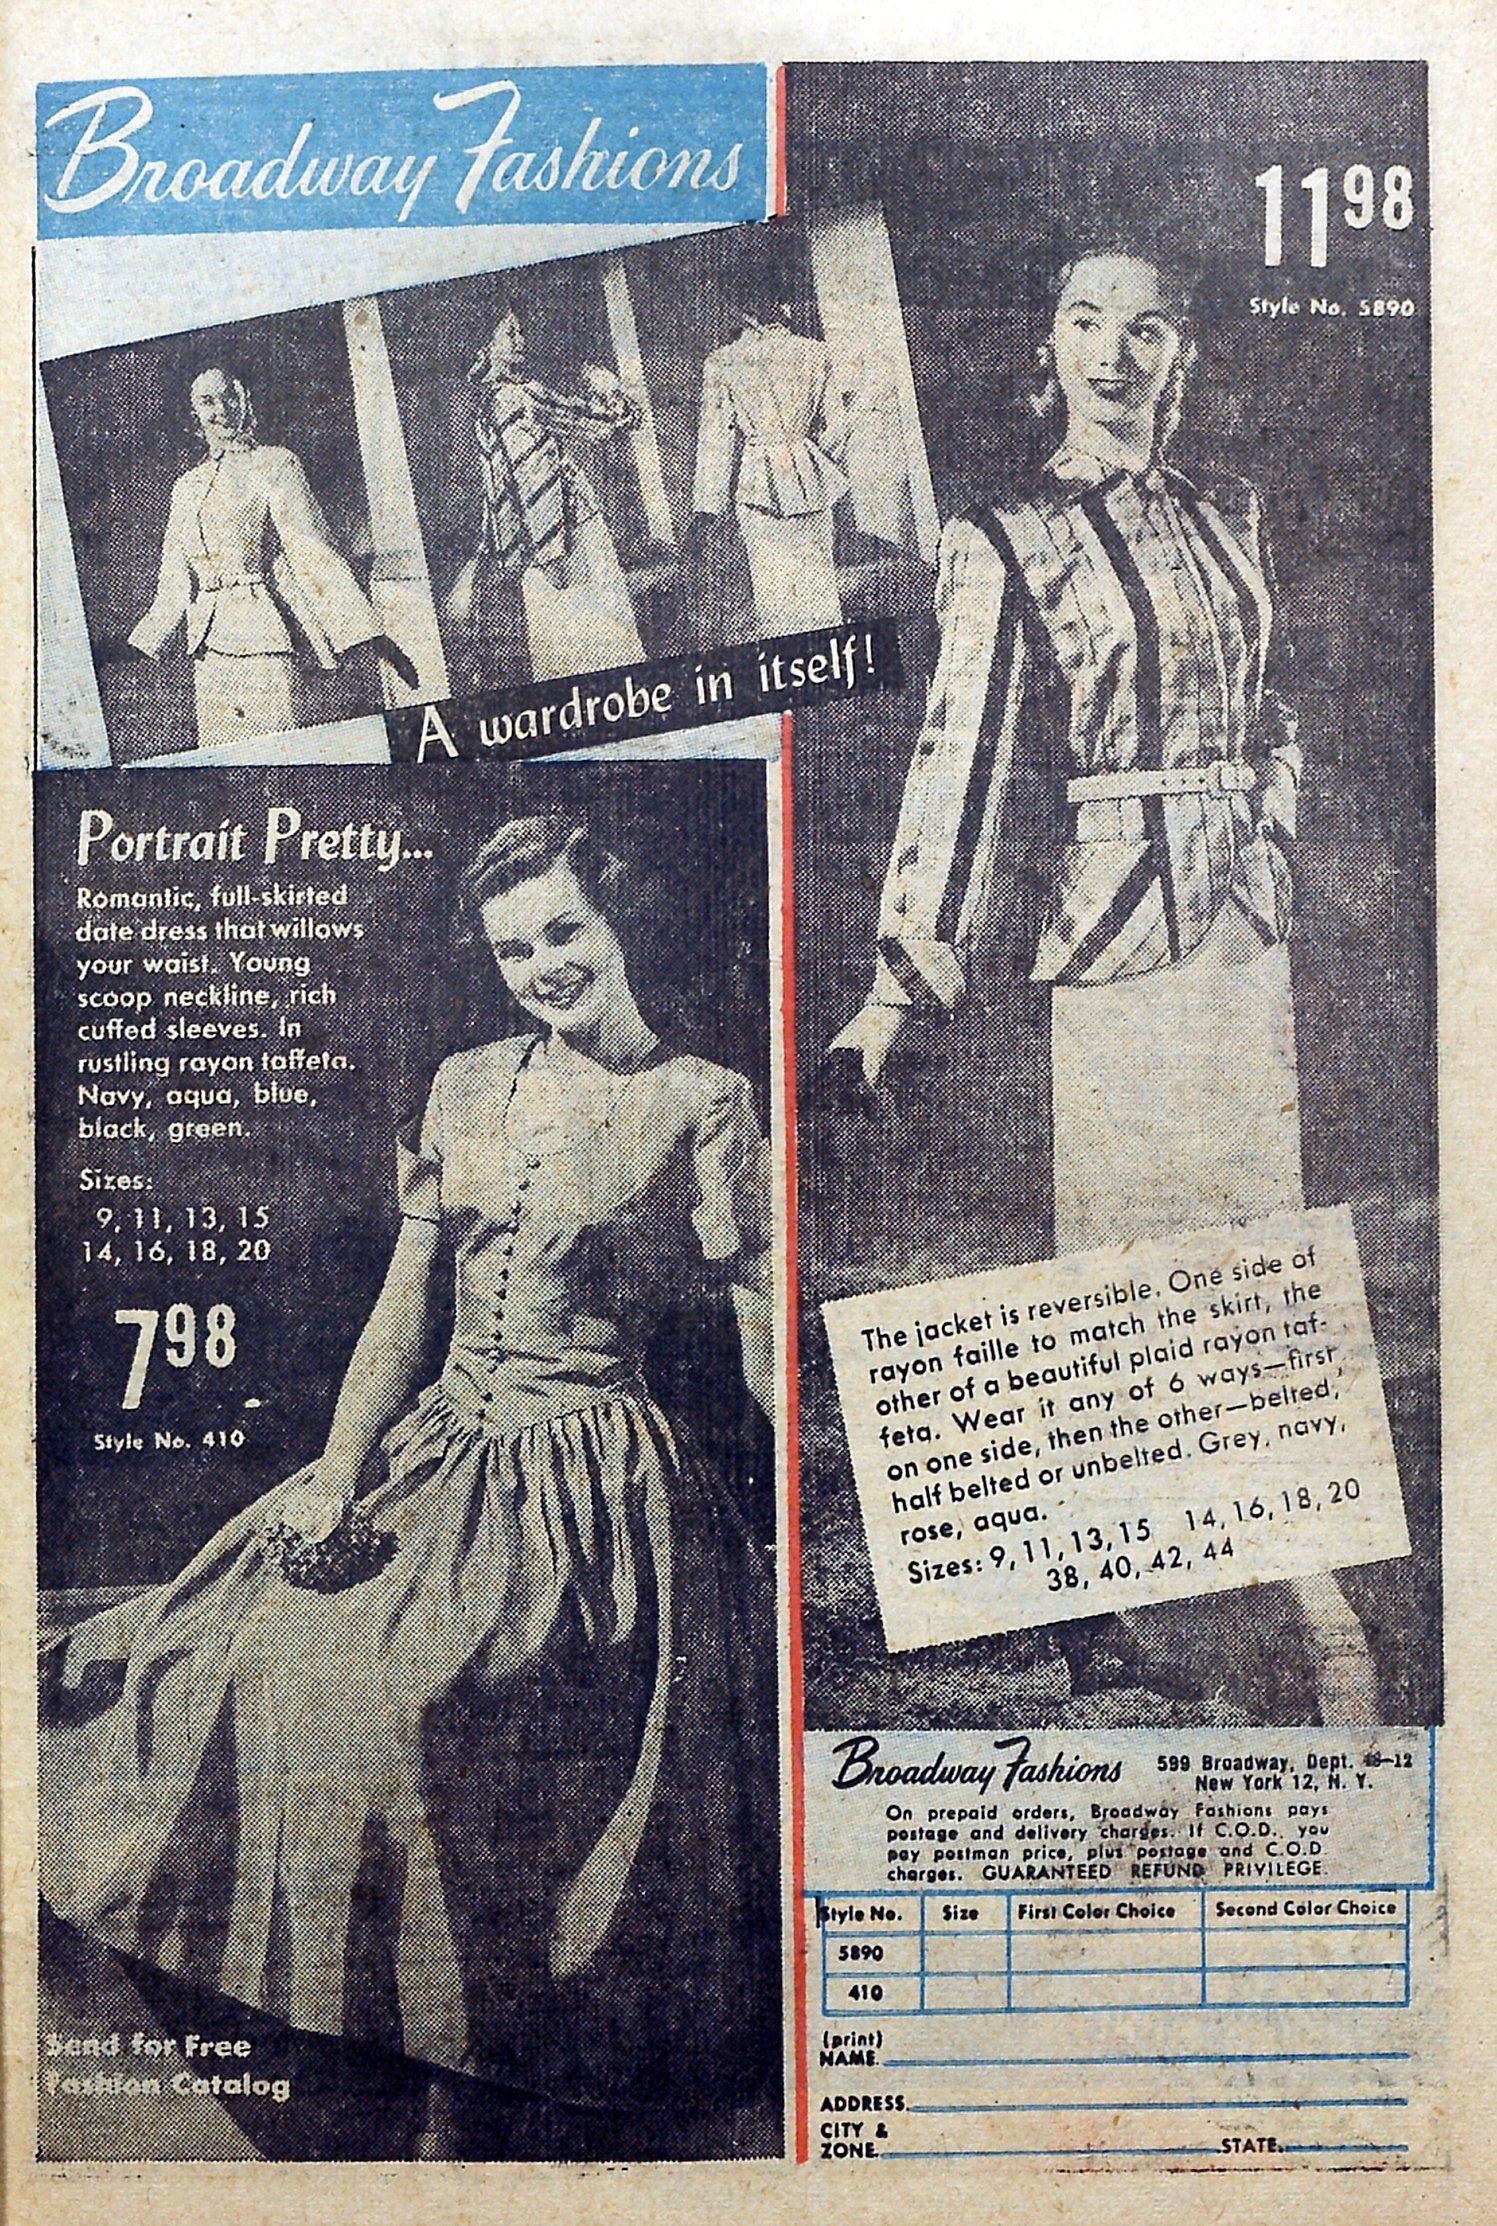 Broadway Fashions
11 98
Style No. 5890
A wardrobe in itself!
Portrait Pretty...
Romantic, full-skirted
date dress that willows
your waist. Young
scoop neckline, rich
cuffed sleeves. In
rustling rayon taffeta.
Navy, aqua, blue,
black, green.
Sizes:
9, 11, 13, 15
14, 16, 18, 20
7 98
Style No. 410
Send for Free
Fashion Catalog
The jacket is reversible. One side of
rayon faille to match the skirt, the
other of a beautiful plaid rayon taf-
feta. Wear it any of 6 ways—first
on one side, then the other—belted,
half belted or unbelted. Grey, navy,
rose, aqua.
Sizes: 9, 11, 13, 15 14, 16, 18, 20
38, 40, 42, 44
Broadway Fashions 599 Broadway, Dept.
New York 12, N. Y.
On prepaid orders, Broadway Fashions pays
postage and delivery charges. If C.O.D., you
pay postman price, plus postage and C.O.D
charges. GUARANTEED REFUND PRIVILEGE.
Style No. Size First Color Choice Second Color Choice
5890
410
(print)
NAME
ADDRESS
CITY &
ZONE STATE